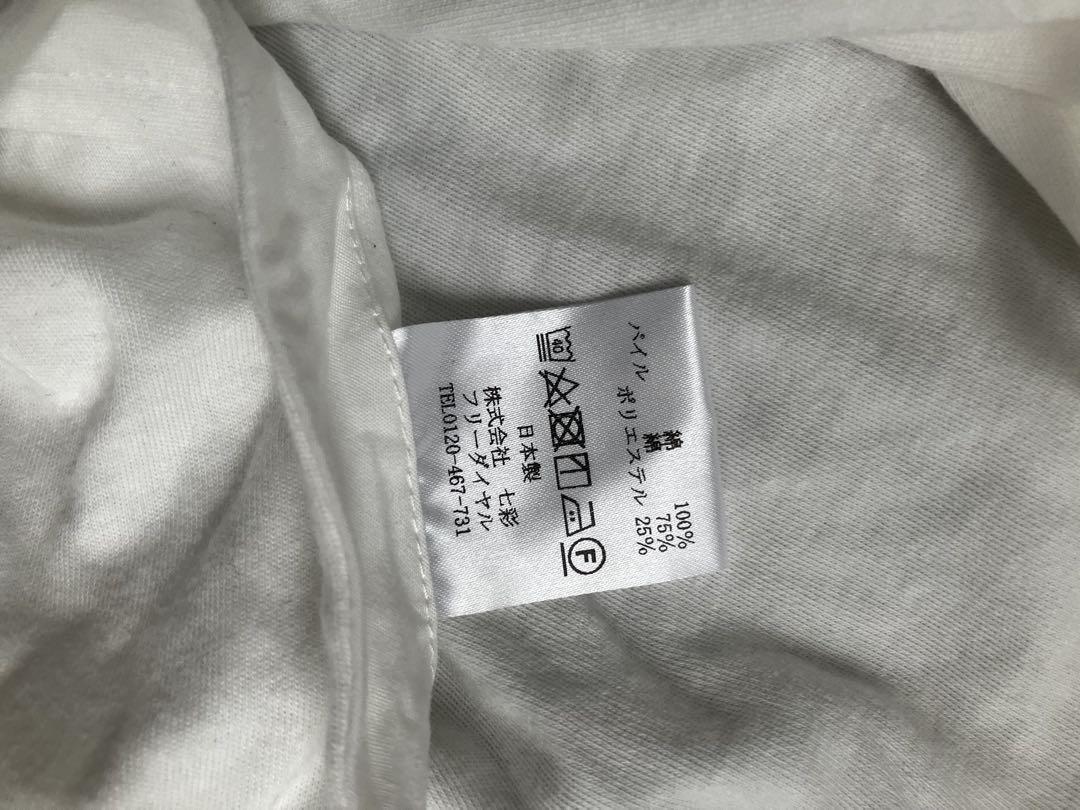 綿 100%
パイル 綿 75%
ポリエステル 25%
40
F
日本製
株式会社 七彩
フリーダイヤル
TEL0120-467-731